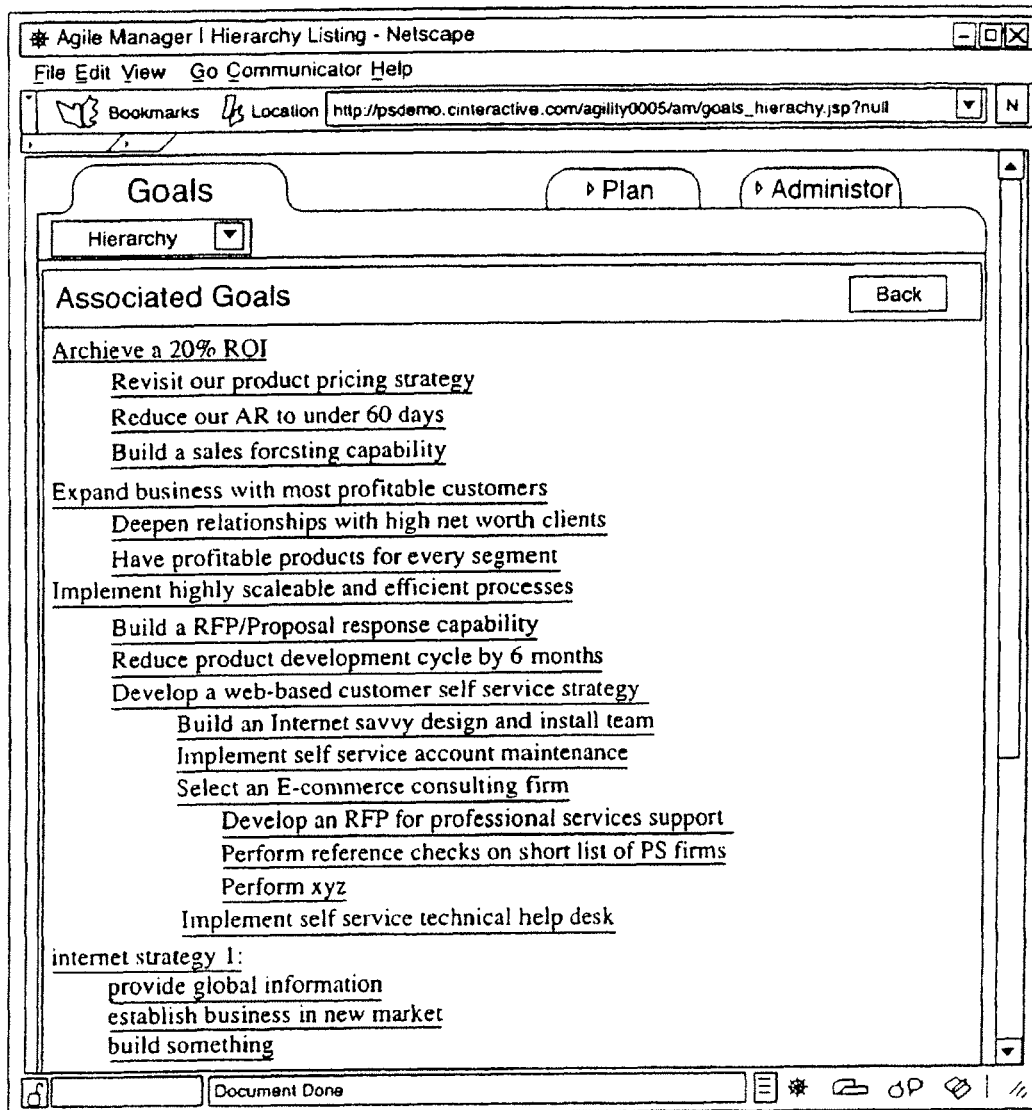 Agile Manager | Hierarchy Listing - Netscape
File Edit View Go Communicator Help
Bookmarks Location http://psdemo.cinteractive.com/agility0005/am/goals_hierachy.jsp?null N
Goals Plan Administor
Hierarchy
Associated Goals Back
Archieve a 20% ROI
Revisit our product pricing strategy
Reduce our AR to under 60 days
Build a sales forcsting capability
Expand business with most profitable customers
Deepen relationships with high net worth clients
Have profitable products for every segment
Implement highly scaleable and efficient processes
Build a RFP/Proposal response capability
Reduce product development cycle by 6 months
Develop a web-based customer self service strategy
Build an Internet savvy design and install team
Implement self service account maintenance
Select an E-commerce consulting firm
Develop an RFP for professional services support
Perform reference checks on short list of PS firms
Perform xyz
Implement self service technical help desk
internet strategy 1:
provide global information
establish business in new market
build something
Document Done